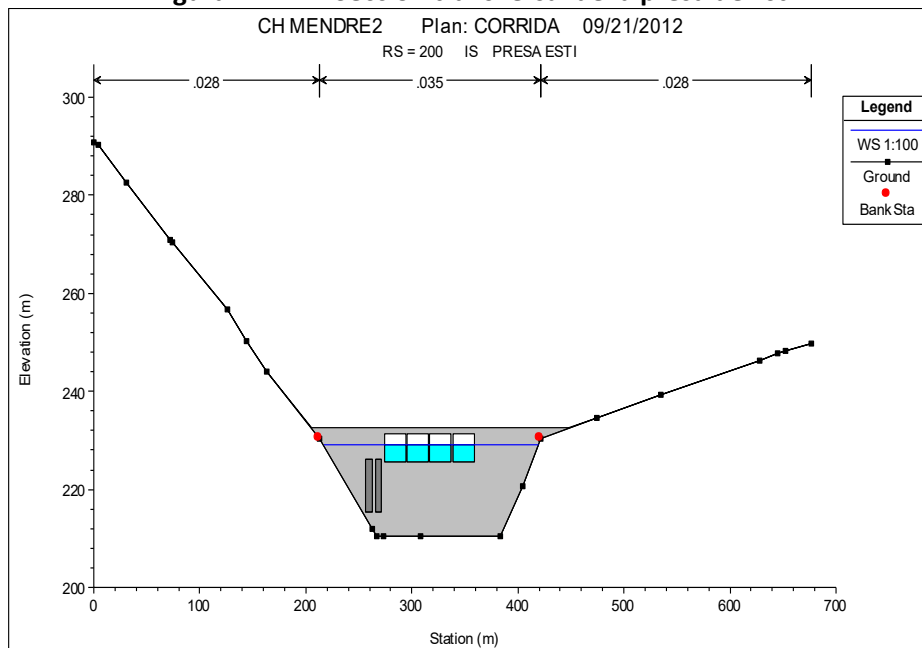 CH MENDRE2 Plan: CORRIDA 09/21/2012
RS = 200 IS PRESA ESTI
.028 .035 .028
Legend
WS 1:100
Ground
Bank Sta
300
280
260
240
220
200
Elevation (m)
0 100 200 300 400 500 600 700
Station (m)